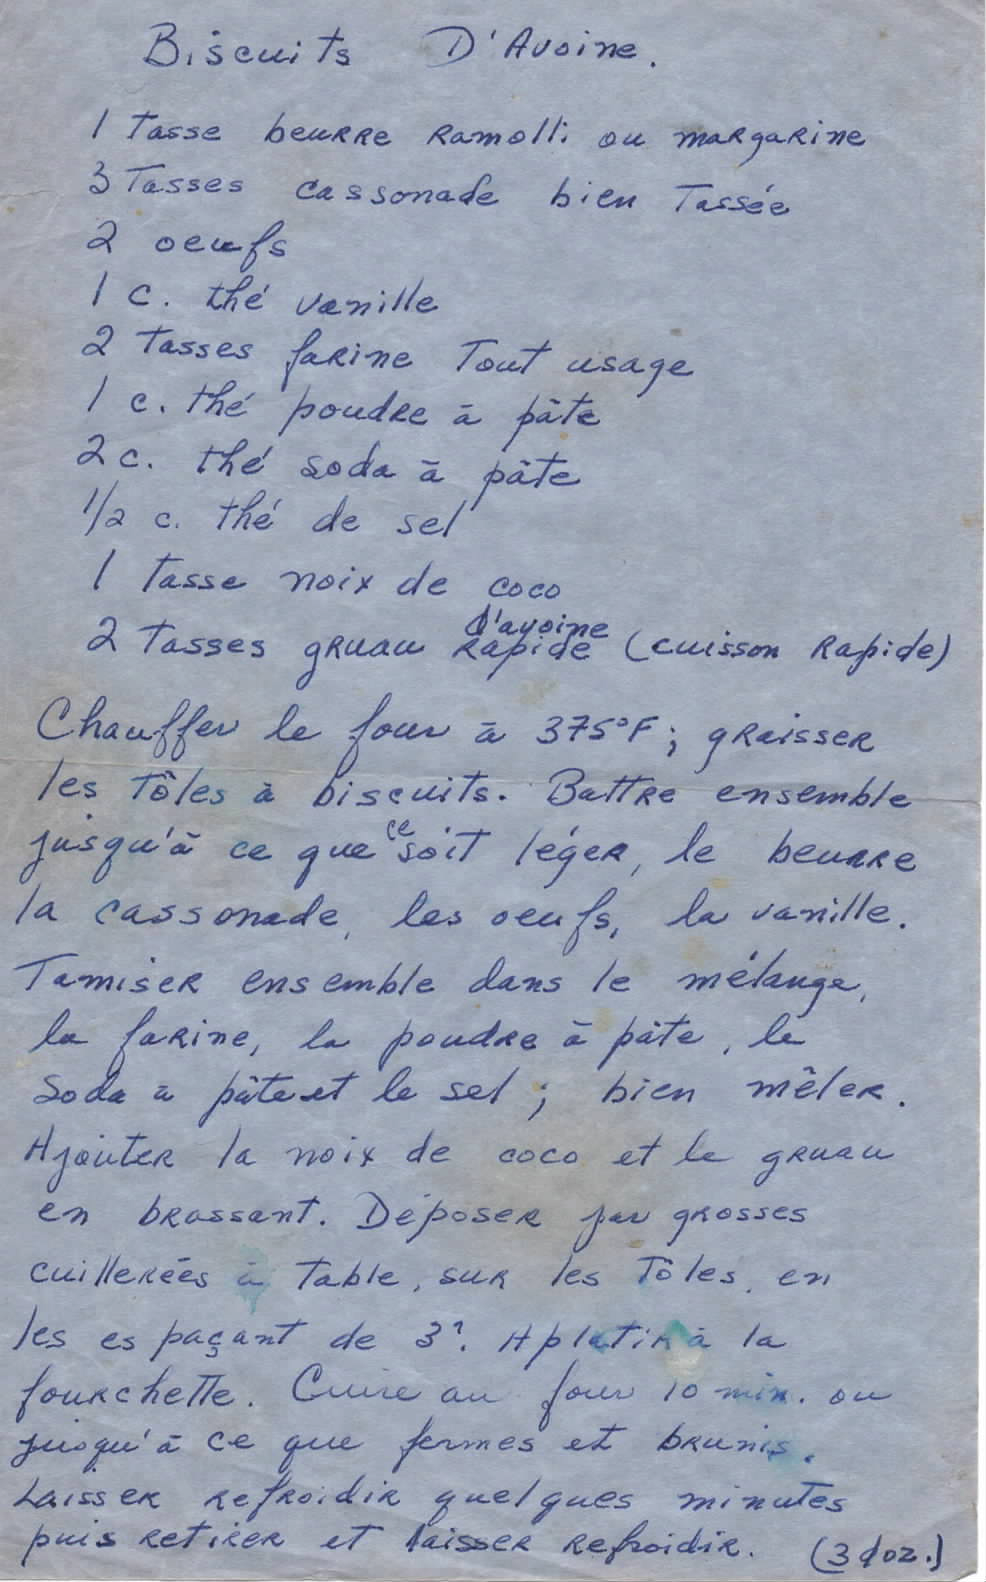 Biscuits D'Avoine.
1 Tasse beurre ramolli ou margarine
3 Tasses cassonade bien Tassée
2 oeufs
1 c. thé vanille
2 Tasses farine Tout usage
1 c. thé poudre à pâte
2 c. thé soda à pâte
1/2 c. thé de sel
1 Tasse noix de coco
d'avoine
2 Tasses gruau rapide (cuisson rapide)
Chauffer le four à 375°F ; graisser
les Tôles à biscuits. Battre ensemble
jusqu'à ce que ce soit léger, le beurre
la cassonade, les oeufs, la vanille.
Tamiser ensemble dans le mélange,
la farine, la poudre à pâte, le
soda à pâte et le sel ; bien mêler.
Ajouter la noix de coco et le gruau
en brassant. Déposer par grosses
cuillerées à Table, sur les Tôles, en
les espaçant de 3". Aplatir à la
fourchette. Cuire au four 10 min. ou
jusqu'à ce que fermes et brunis.
Laisser refroidir quelques minutes
puis retirer et laisser refroidir. (3 doz.)